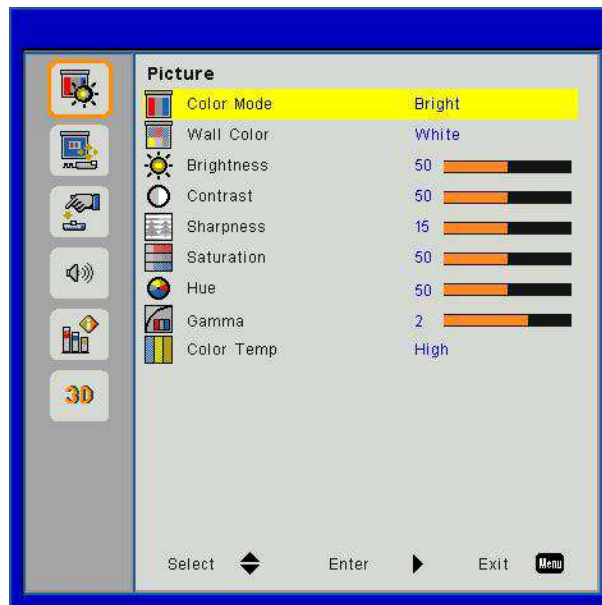 Picture
Color Mode Bright
Wall Color White
Brightness 50
Contrast 50
Sharpness 15
Saturation 50
Hue 50
Gamma 2
Color Temp High
3D
Select Enter Exit Menu